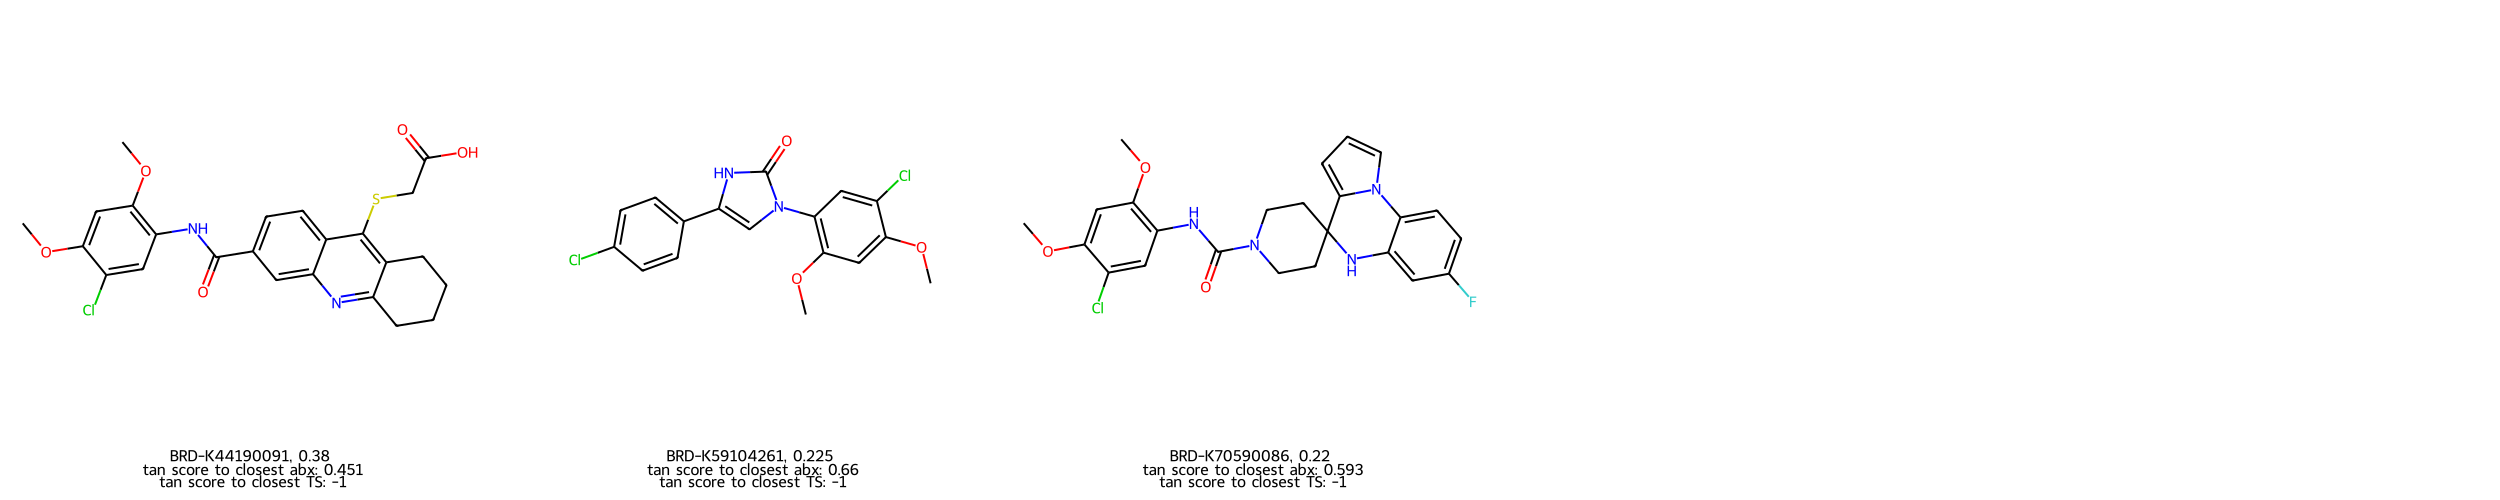 O
OH
S
O
NH
O
O
N
Cl
O
HN
Cl
N
Cl
O
O
O
H
N
N
O
N
N
H
O
Cl
F
BRD-K44190091, 0.38
tan score to closest abx: 0.451
tan score to closest TS: -1
BRD-K59104261, 0.225
tan score to closest abx: 0.66
tan score to closest TS: -1
BRD-K70590086, 0.22
tan score to closest abx: 0.593
tan score to closest TS: -1